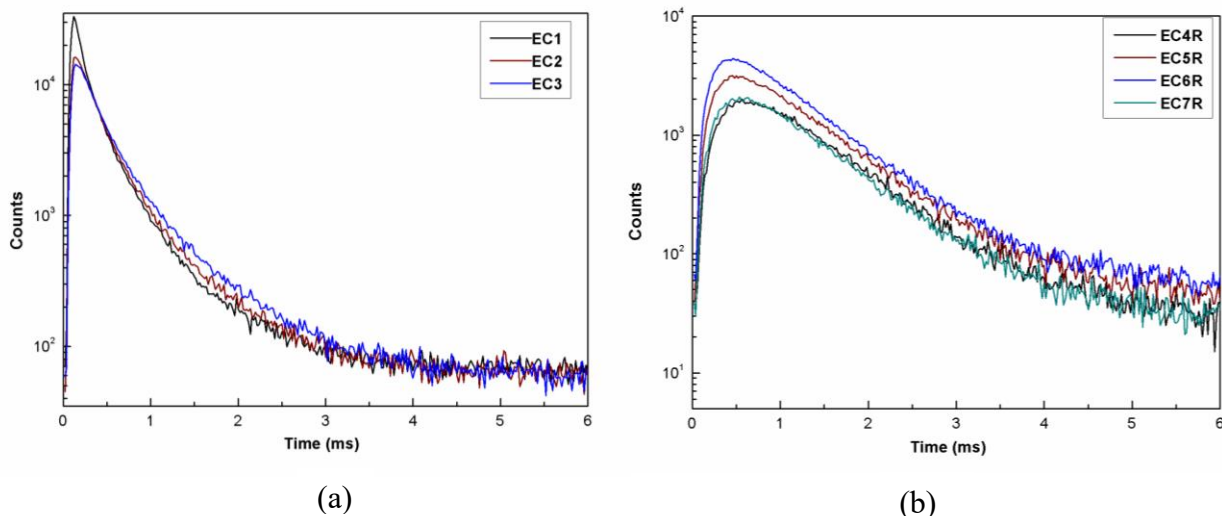 EC1
EC2
EC3
10^4
10^3
10^2
Counts
0 1 2 3 4 5 6
Time (ms)
(a)
EC4R
EC5R
EC6R
EC7R
10^4
10^3
10^2
10^1
Counts
0 1 2 3 4 5 6
Time (ms)
(b)